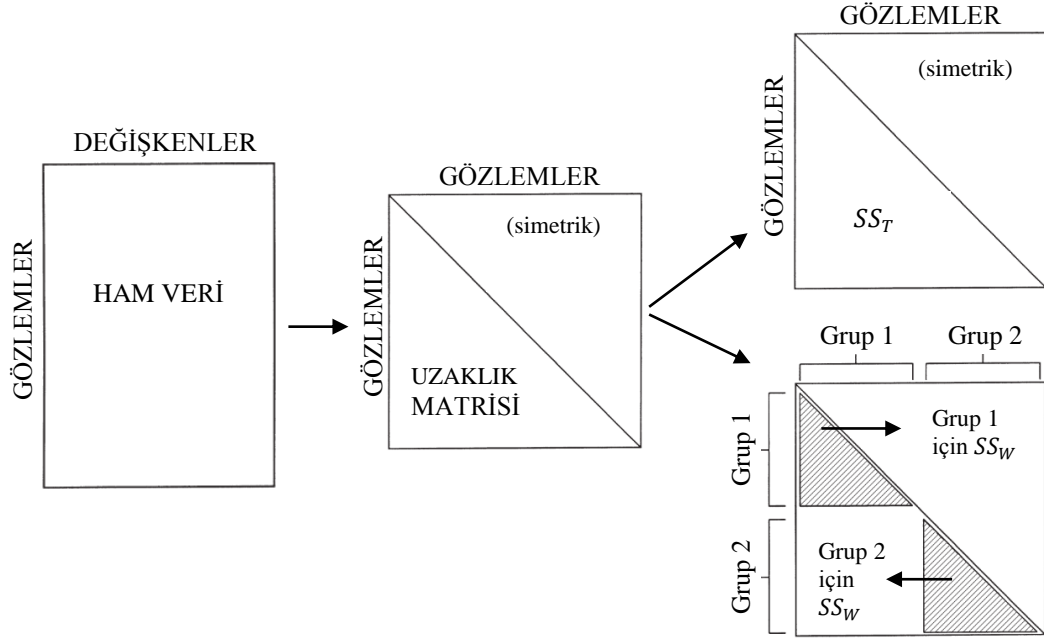 DEĞİŞKENLER
GÖZLEMLER
HAM VERİ
GÖZLEMLER
GÖZLEMLER
(simetrik)
UZAKLIK
MATRİSİ
GÖZLEMLER
GÖZLEMLER
(simetrik)
SS_T
Grup 1
Grup 2
Grup 1
Grup 2
Grup 1
için SS_W
Grup 2
için
SS_W